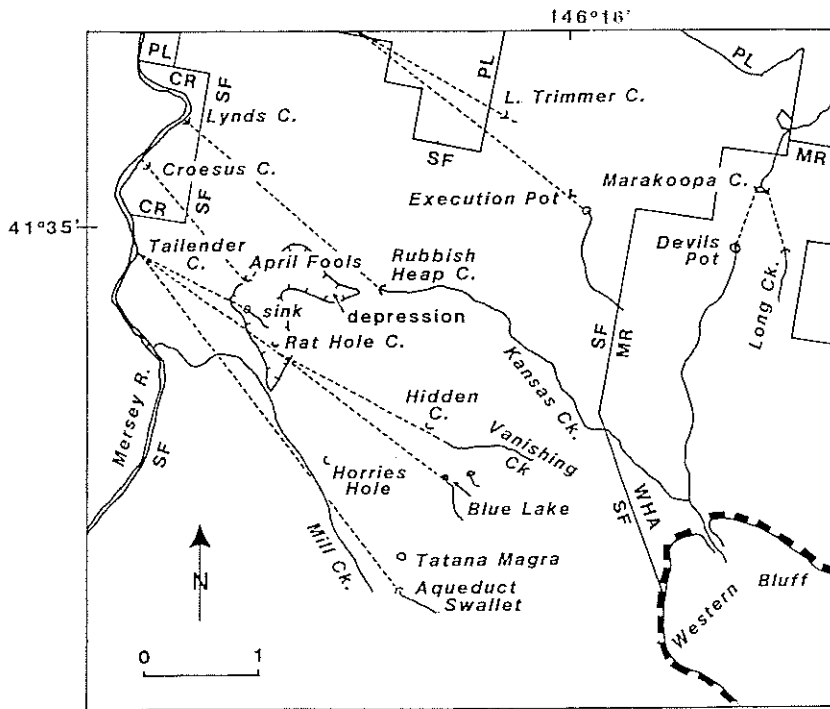 146°16'
PL
CR
SF
Lynds C.
PL
L. Trimmer C.
SF
PL
MR
Croesus C.
SF
CR
Execution Pot
Marakoopa C.
41°35'
Tailender
C.
April Fools
Rubbish
Heap C.
Devils
Pot
Long Ck.
sink
depression
Rat Hole C.
SF
MR
Kansas Ck.
Mersey R.
SF
Hidden
C.
Vanishing
Ck
Horries
Hole
Blue Lake
WHA
SF
Mill Ck.
Tatana Magra
Aqueduct
Swallet
Western
Bluff
N
0 1